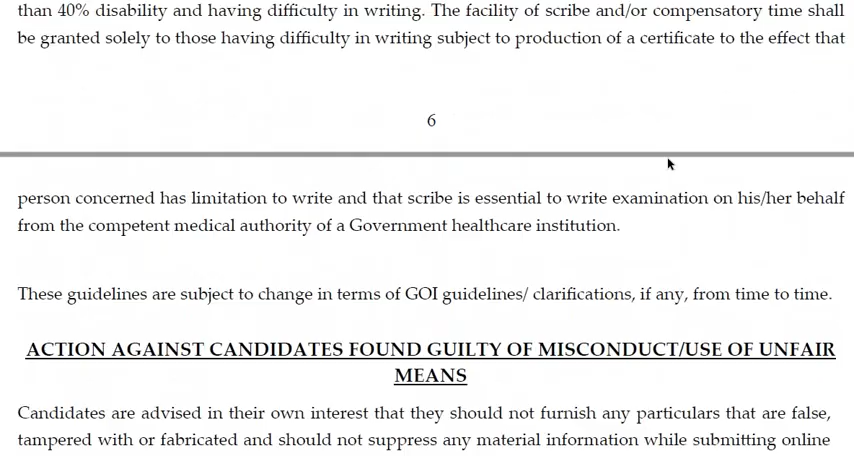 than 40% disability and having difficulty in writing. The facility of scribe and/or compensatory time shall
be granted solely to those having difficulty in writing subject to production of a certificate to the effect that
6
person concerned has limitation to write and that scribe is essential to write examination on his/her behalf
from the competent medical authority of a Government healthcare institution.
These guidelines are subject to change in terms of GOI guidelines/ clarifications, if any, from time to time.
ACTION AGAINST CANDIDATES FOUND GUILTY OF MISCONDUCT/USE OF UNFAIR
MEANS
Candidates are advised in their own interest that they should not furnish any particulars that are false,
tampered with or fabricated and should not suppress any material information while submitting online